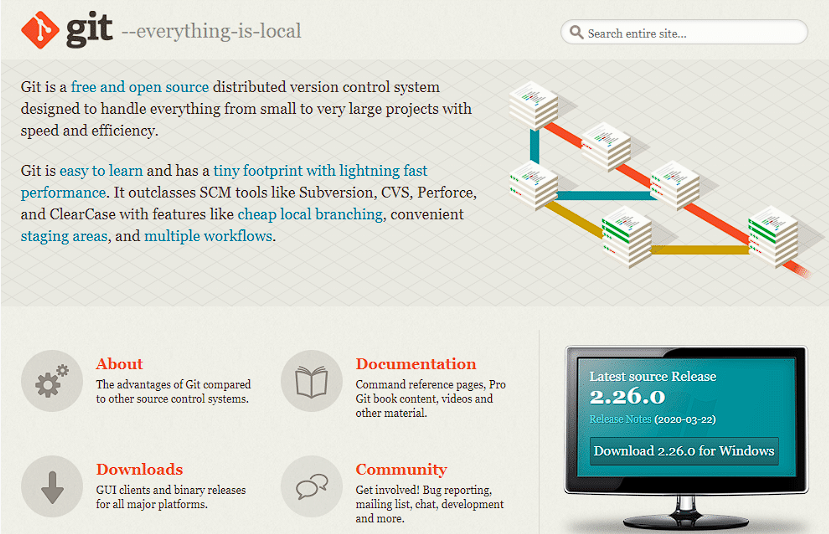 git --everything-is-local
Search entire site...
Git is a free and open source distributed version control system
designed to handle everything from small to very large projects with
speed and efficiency.
Git is easy to learn and has a tiny footprint with lightning fast
performance. It outclasses SCM tools like Subversion, CVS, Perforce,
and ClearCase with features like cheap local branching, convenient
staging areas, and multiple workflows.
About
The advantages of Git compared
to other source control systems.
Documentation
Command reference pages, Pro
Git book content, videos and
other material.
Downloads
GUI clients and binary releases
for all major platforms.
Community
Get involved! Bug reporting,
mailing list, chat, development
and more.
Latest source Release
2.26.0
Release Notes (2020-03-22)
Download 2.26.0 for Windows